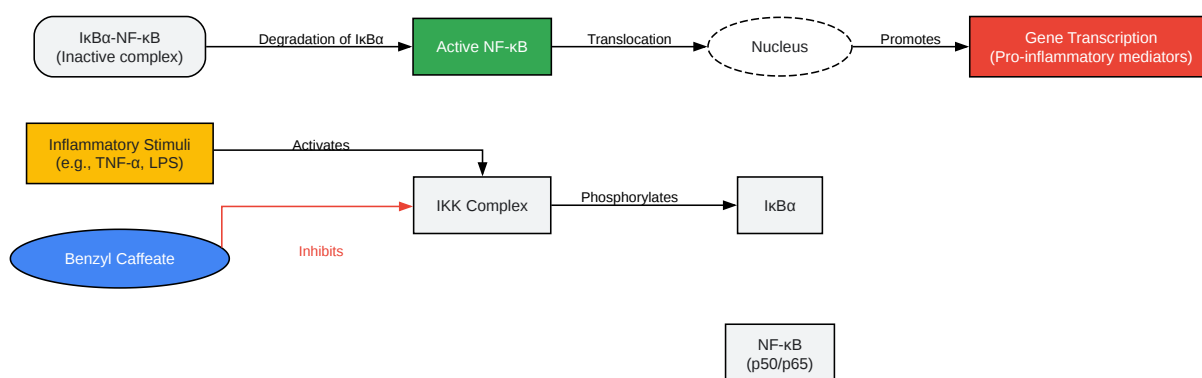 IκBα-NF-κB
(Inactive complex)
Degradation of IκBα
Active NF-κB
Translocation
Nucleus
Promotes
Gene Transcription
(Pro-inflammatory mediators)
Inflammatory Stimuli
(e.g., TNF-α, LPS)
Activates
IKK Complex
Phosphorylates
IκBα
Benzyl Caffeate
Inhibits
NF-κB
(p50/p65)